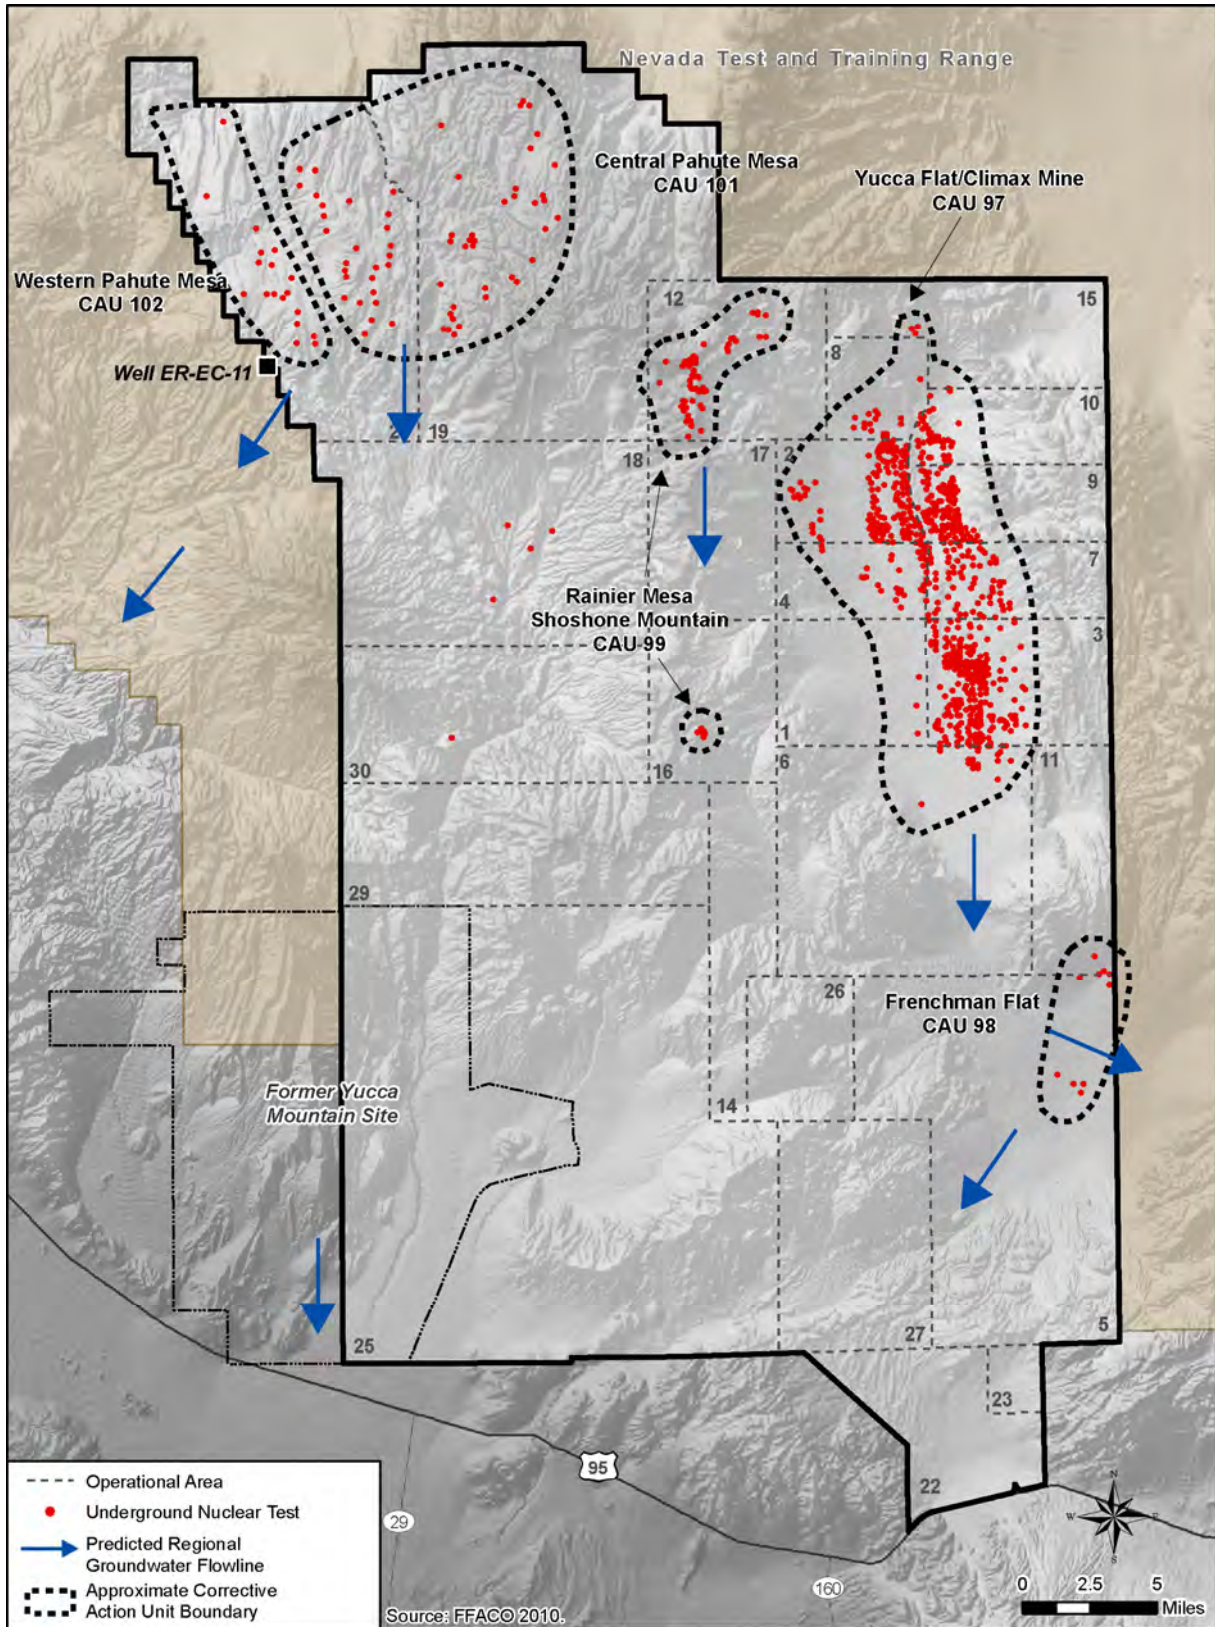 Nevada Test and Training Range
Central Pahute Mesa
CAU 101
Yucca Flat/Climax Mine
CAU 97
Western Pahute Mesa
CAU 102
12
15
8
Well ER-EC-11
10
19
18
17
2
9
7
Rainier Mesa
Shoshone Mountain
CAU 99
4
3
1
6
11
30
16
29
26
Frenchman Flat
CAU 98
Former Yucca
Mountain Site
14
25
27
5
23
22
95
29
160
Operational Area
Underground Nuclear Test
Predicted Regional
Groundwater Flowline
Approximate Corrective
Action Unit Boundary
Source: FFACO 2010.
N
W
E
S
0 2.5 5
Miles